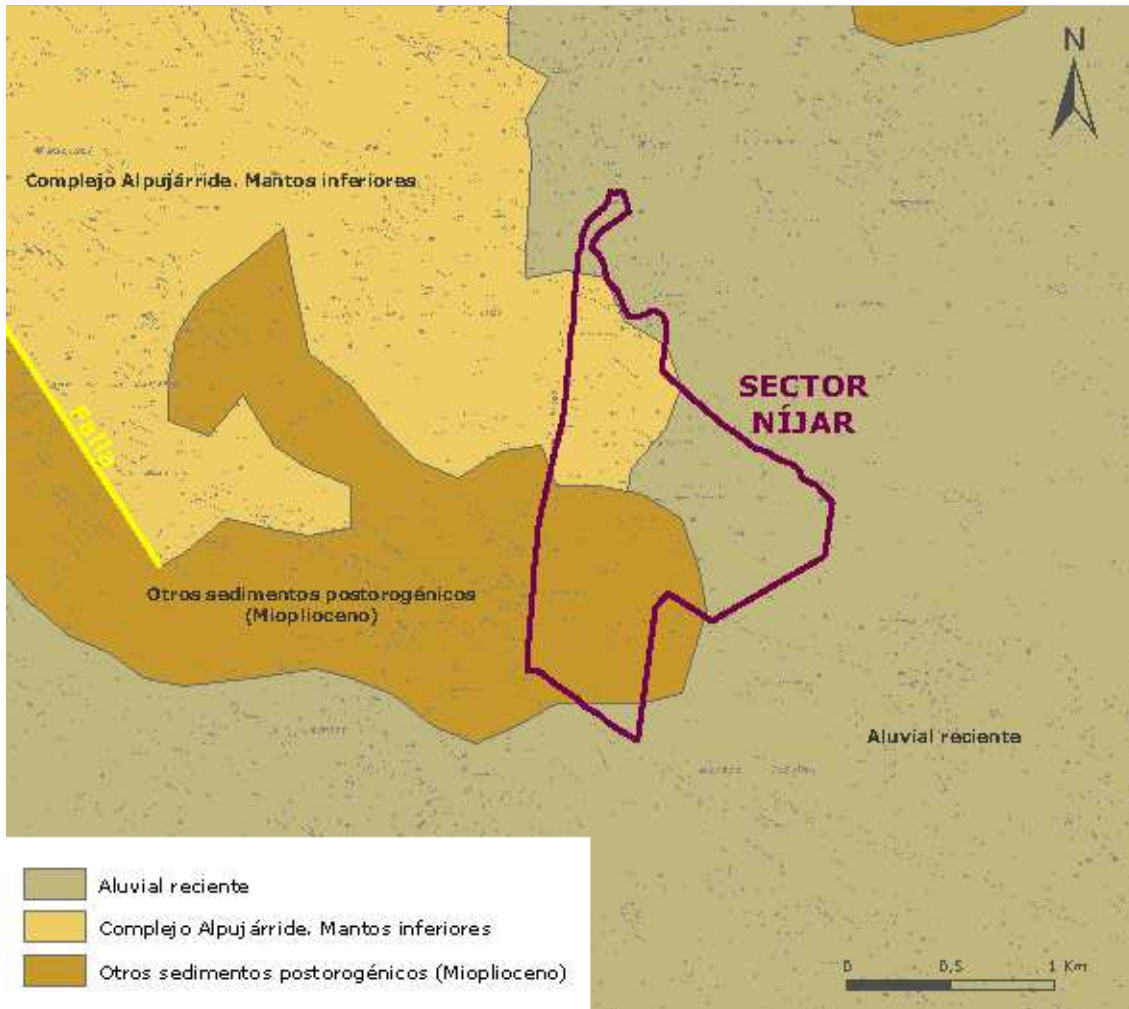 N
Complejo Alpujárride. Mantos inferiores
SECTOR
NÍJAR
Falla
Otros sedimentos postorogénicos
(Mioplioceno)
Aluvial reciente
Aluvial reciente
Complejo Alpujárride. Mantos inferiores
Otros sedimentos postorogénicos (Mioplioceno)
0 0,5 1 Km